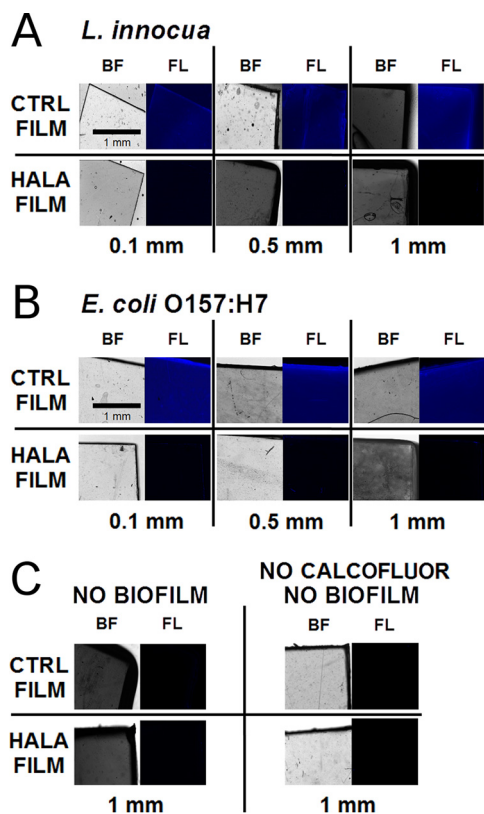 A L. innocua
BF FL BF FL BF FL
CTRL
FILM
1 mm
HALA
FILM
0.1 mm 0.5 mm 1 mm
B E. coli O157:H7
BF FL BF FL BF FL
CTRL
FILM
1 mm
HALA
FILM
0.1 mm 0.5 mm 1 mm
C
NO BIOFILM
NO CALCOFLUOR
NO BIOFILM
BF FL BF FL
CTRL
FILM
HALA
FILM
1 mm 1 mm